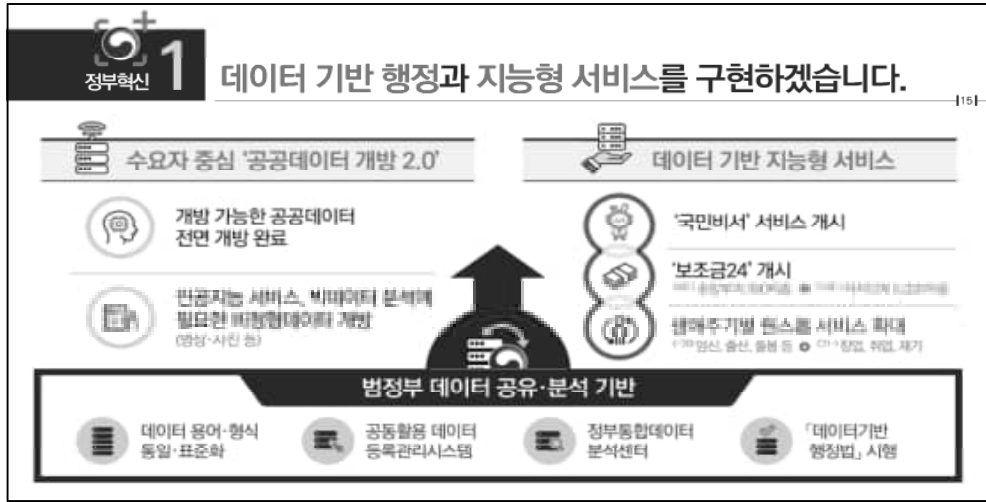 정부혁신 1
데이터 기반 행정과 지능형 서비스를 구현하겠습니다.
15
수요자 중심 '공공데이터 개방 2.0'
개방 가능한 공공데이터
전면 개방 완료
인공지능 서비스, 빅데이터 분석에
필요한 비정형데이터 개방
(영상·사진 등)
데이터 기반 지능형 서비스
'국민비서' 서비스 개시
'보조금24' 개시
생애주기별 원스톱 서비스 확대
임신, 출산, 돌봄 등
창업, 취업, 재기
범정부 데이터 공유·분석 기반
데이터 용어·형식
통일·표준화
공동활용 데이터
등록관리시스템
정부통합데이터
분석센터
「데이터기반
행정법」 시행